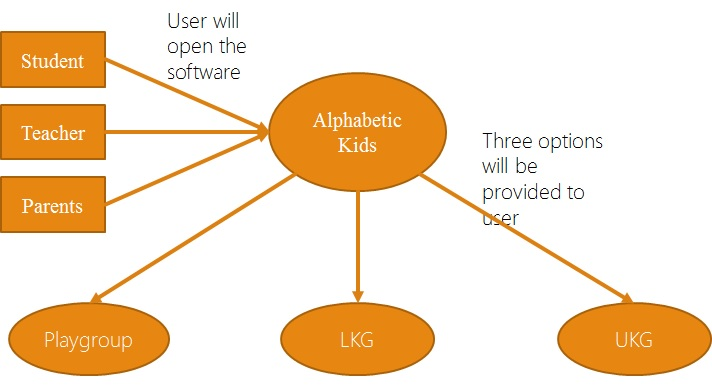 User will
open the
software
Student
Teacher
Parents
Alphabetic
Kids
Three options
will be
provided to
user
Playgroup
LKG
UKG